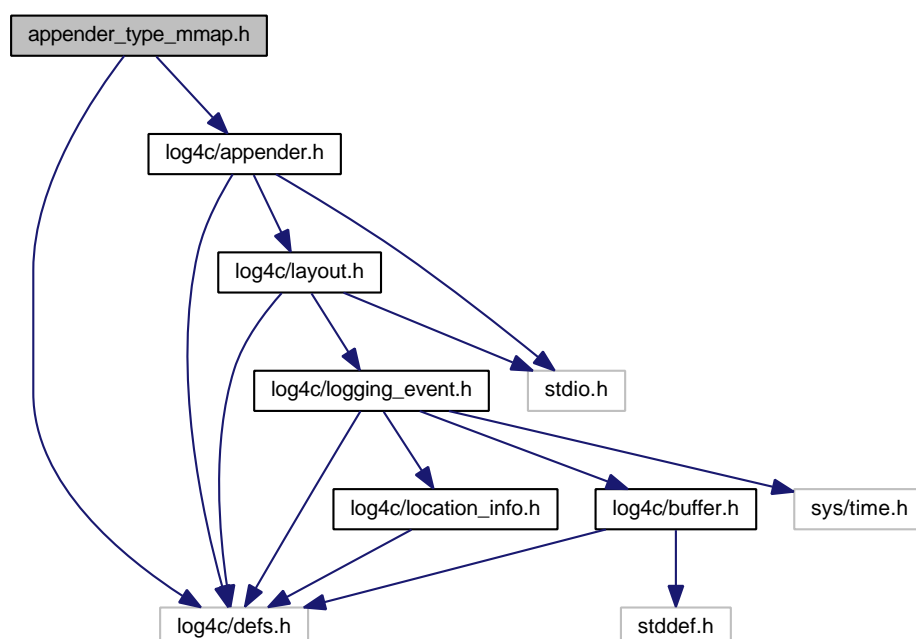 appender_type_mmap.h
log4c/appender.h
log4c/layout.h
log4c/logging_event.h
stdio.h
log4c/location_info.h
log4c/buffer.h
sys/time.h
log4c/defs.h
stddef.h